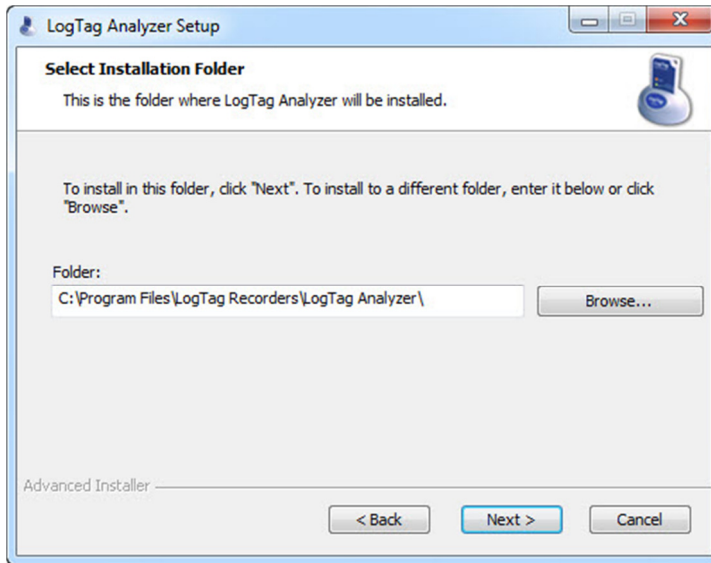 LogTag Analyzer Setup
Select Installation Folder
This is the folder where LogTag Analyzer will be installed.
To install in this folder, click "Next". To install to a different folder, enter it below or click
"Browse".
Folder:
C:\Program Files\LogTag Recorders\LogTag Analyzer\
Browse...
Advanced Installer
< Back
Next >
Cancel